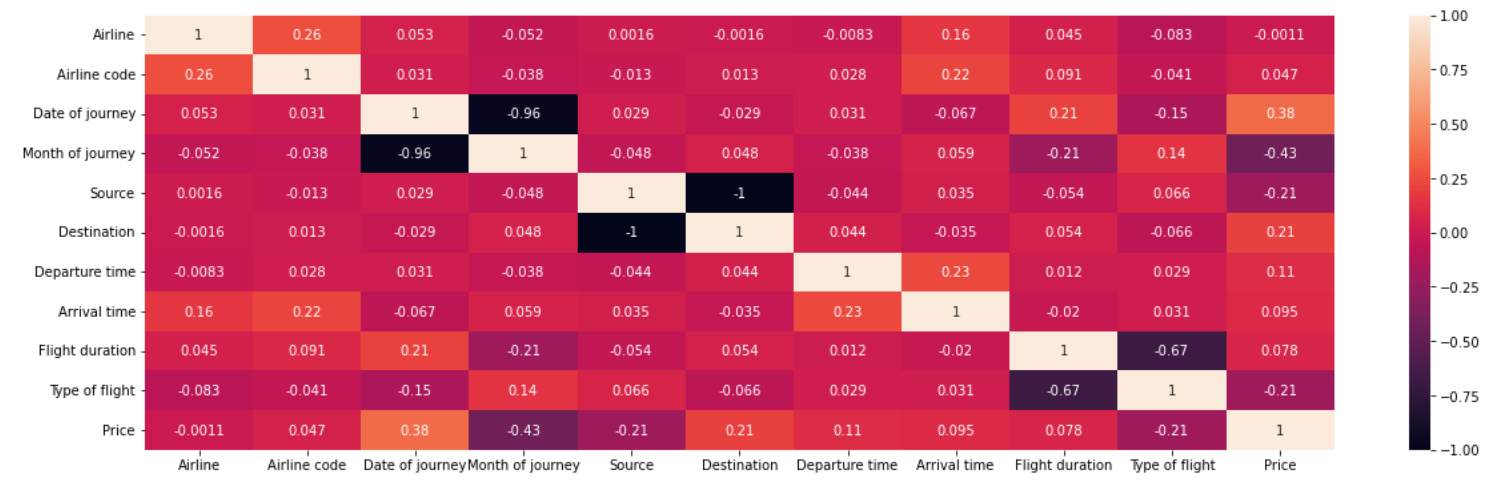 Airline 1 0.26 0.053 -0.052 0.0016 -0.0016 -0.0083 0.16 0.045 -0.083 -0.0011
Airline code 0.26 1 0.031 -0.038 -0.013 0.013 0.028 0.22 0.091 -0.041 0.047
Date of journey 0.053 0.031 1 -0.96 0.029 -0.029 0.031 -0.067 0.21 -0.15 0.38
Month of journey -0.052 -0.038 -0.96 1 -0.048 0.048 -0.038 0.059 -0.21 0.14 -0.43
Source 0.0016 -0.013 0.029 -0.048 1 -1 -0.044 0.035 -0.054 0.066 -0.21
Destination -0.0016 0.013 -0.029 0.048 -1 1 0.044 -0.035 0.054 -0.066 0.21
Departure time -0.0083 0.028 0.031 -0.038 -0.044 0.044 1 0.23 0.012 0.029 0.11
Arrival time 0.16 0.22 -0.067 0.059 0.035 -0.035 0.23 1 -0.02 0.031 0.095
Flight duration 0.045 0.091 0.21 -0.21 -0.054 0.054 0.012 -0.02 1 -0.67 0.078
Type of flight -0.083 -0.041 -0.15 0.14 0.066 -0.066 0.029 0.031 -0.67 1 -0.21
Price -0.0011 0.047 0.38 -0.43 -0.21 0.21 0.11 0.095 0.078 -0.21 1
Airline Airline code Date of journey Month of journey Source Destination Departure time Arrival time Flight duration Type of flight Price
1.00
0.75
0.50
0.25
0.00
−0.25
−0.50
−0.75
−1.00